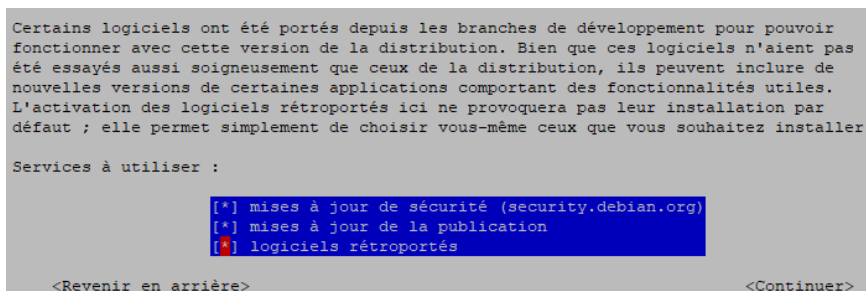 Certains logiciels ont été portés depuis les branches de développement pour pouvoir
fonctionner avec cette version de la distribution. Bien que ces logiciels n'aient pas
été essayés aussi soigneusement que ceux de la distribution, ils peuvent inclure de
nouvelles versions de certaines applications comportant des fonctionnalités utiles.
L'activation des logiciels rétroportés ici ne provoquera pas leur installation par
défaut ; elle permet simplement de choisir vous-même ceux que vous souhaitez installer
Services à utiliser :
[*] mises à jour de sécurité (security.debian.org)
[*] mises à jour de la publication
[*] logiciels rétroportés
<Revenir en arrière> <Continuer>